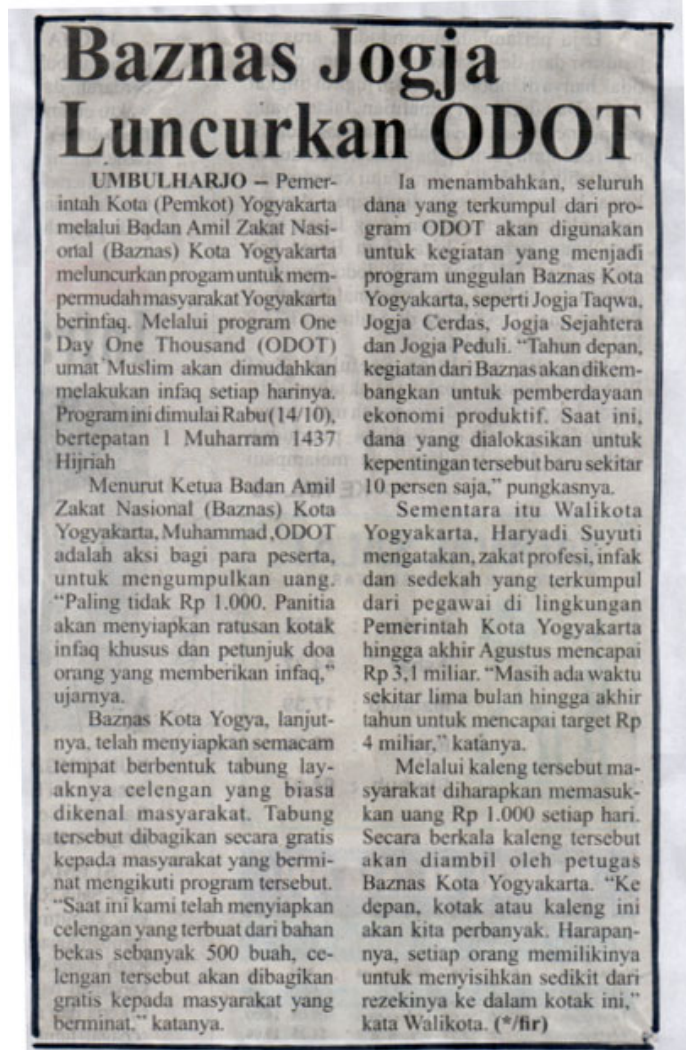 Baznas Jogja
Luncurkan ODOT
UMBULHARJO – Pemer-
intah Kota (Pemkot) Yogyakarta
melalui Badan Amil Zakat Nasi-
onal (Baznas) Kota Yogyakarta
meluncurkan progam untuk mem-
permudah masyarakat Yogyakarta
berinfaq. Melalui program One
Day One Thousand (ODOT)
umat Muslim akan dimudahkan
melakukan infaq setiap harinya.
Program ini dimulai Rabu (14/10),
bertepatan 1 Muharram 1437
Hijriah
Menurut Ketua Badan Amil
Zakat Nasional (Baznas) Kota
Yogyakarta, Muhammad ,ODOT
adalah aksi bagi para peserta,
untuk mengumpulkan uang.
“Paling tidak Rp 1.000. Panitia
akan menyiapkan ratusan kotak
infaq khusus dan petunjuk doa
orang yang memberikan infaq,”
ujarnya.
Baznas Kota Yogya, lanjut-
nya, telah menyiapkan semacam
tempat berbentuk tabung lay-
aknya celengan yang biasa
dikenal masyarakat. Tabung
tersebut dibagikan secara gratis
kepada masyarakat yang bermi-
nat mengikuti program tersebut.
“Saat ini kami telah menyiapkan
celengan yang terbuat dari bahan
bekas sebanyak 500 buah, ce-
lengan tersebut akan dibagikan
gratis kepada masyarakat yang
berminat,” katanya.
Ia menambahkan, seluruh
dana yang terkumpul dari pro-
gram ODOT akan digunakan
untuk kegiatan yang menjadi
program unggulan Baznas Kota
Yogyakarta, seperti Jogja Taqwa,
Jogja Cerdas, Jogja Sejahtera
dan Jogja Peduli. “Tahun depan,
kegiatan dari Baznas akan dikem-
bangkan untuk pemberdayaan
ekonomi produktif. Saat ini,
dana yang dialokasikan untuk
kepentingan tersebut baru sekitar
10 persen saja,” pungkasnya.
Sementara itu Walikota
Yogyakarta, Haryadi Suyuti
mengatakan, zakat profesi, infak
dan sedekah yang terkumpul
dari pegawai di lingkungan
Pemerintah Kota Yogyakarta
hingga akhir Agustus mencapai
Rp 3,1 miliar. “Masih ada waktu
sekitar lima bulan hingga akhir
tahun untuk mencapai target Rp
4 miliar,” katanya.
Melalui kaleng tersebut ma-
syarakat diharapkan memasuk-
kan uang Rp 1.000 setiap hari.
Secara berkala kaleng tersebut
akan diambil oleh petugas
Baznas Kota Yogyakarta. “Ke
depan, kotak atau kaleng ini
akan kita perbanyak. Harapan-
nya, setiap orang memilikinya
untuk menyisihkan sedikit dari
rezekinya ke dalam kotak ini,”
kata Walikota. (*/fir)